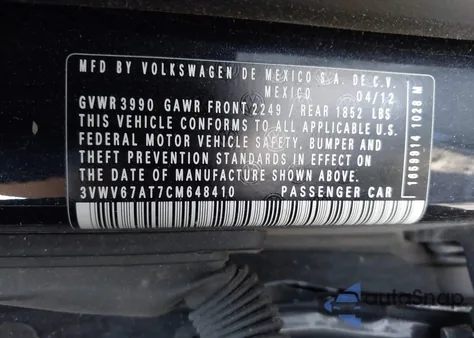 MFD BY VOLKSWAGEN DE MEXICO S.A. DE C.V.
MEXICO 04/12
GVWR 3990 GAWR FRONT 2249 / REAR 1852 LBS
THIS VEHICLE CONFORMS TO ALL APPLICABLE U.S.
FEDERAL MOTOR VEHICLE SAFETY, BUMPER AND
THEFT PREVENTION STANDARDS IN EFFECT ON
THE DATE OF MANUFACTURE SHOWN ABOVE.
3VWV67AT7CM648410 PASSENGER CAR
1028 M
autoSnap